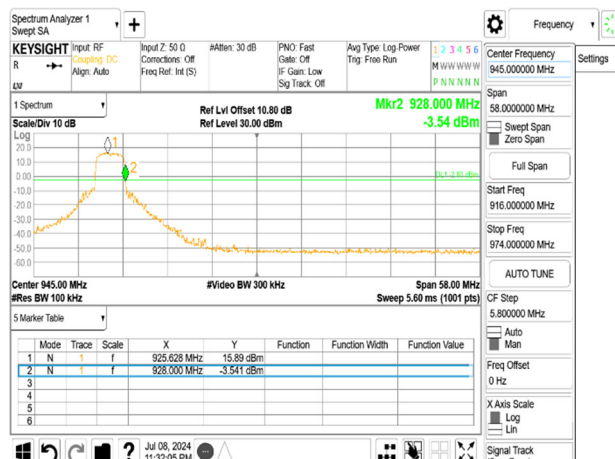 Spectrum Analyzer 1
Swept SA
+
Frequency
KEYSIGHT
Input: RF
Input Z: 50 Ω
#Atten: 30 dB
PNO: Fast
Avg Type: Log-Power
1 2 3 4 5 6
R
Coupling: DC
Corrections: Off
Gate: Off
Trig: Free Run
M W W W W W
Align: Auto
Freq Ref: Int (S)
IF Gain: Low
Sig Track: Off
P N N N N N
LXI
1 Spectrum
Ref Lvl Offset 10.80 dB
Mkr2 928.000 MHz
Scale/Div 10 dB
Ref Level 30.00 dBm
-3.54 dBm
Log
1
20.0
10.0
2
0.00
-10.0
-20.0
-30.0
-40.0
-50.0
-60.0
Center 945.00 MHz
#Video BW 300 kHz
Span 58.00 MHz
#Res BW 100 kHz
Sweep 5.60 ms (1001 pts)
5 Marker Table
Mode Trace Scale X Y Function Function Width Function Value
1 N 1 f 925.628 MHz 15.89 dBm
2 N 1 f 928.000 MHz -3.541 dBm
3
4
5
6
Jul 08, 2024
11:32:05 PM
?
Center Frequency
945.000000 MHz
Settings
Span
58.0000000 MHz
Swept Span
Zero Span
Full Span
Start Freq
916.000000 MHz
Stop Freq
974.000000 MHz
AUTO TUNE
CF Step
5.800000 MHz
Auto
Man
Freq Offset
0 Hz
X Axis Scale
Log
Lin
Signal Track